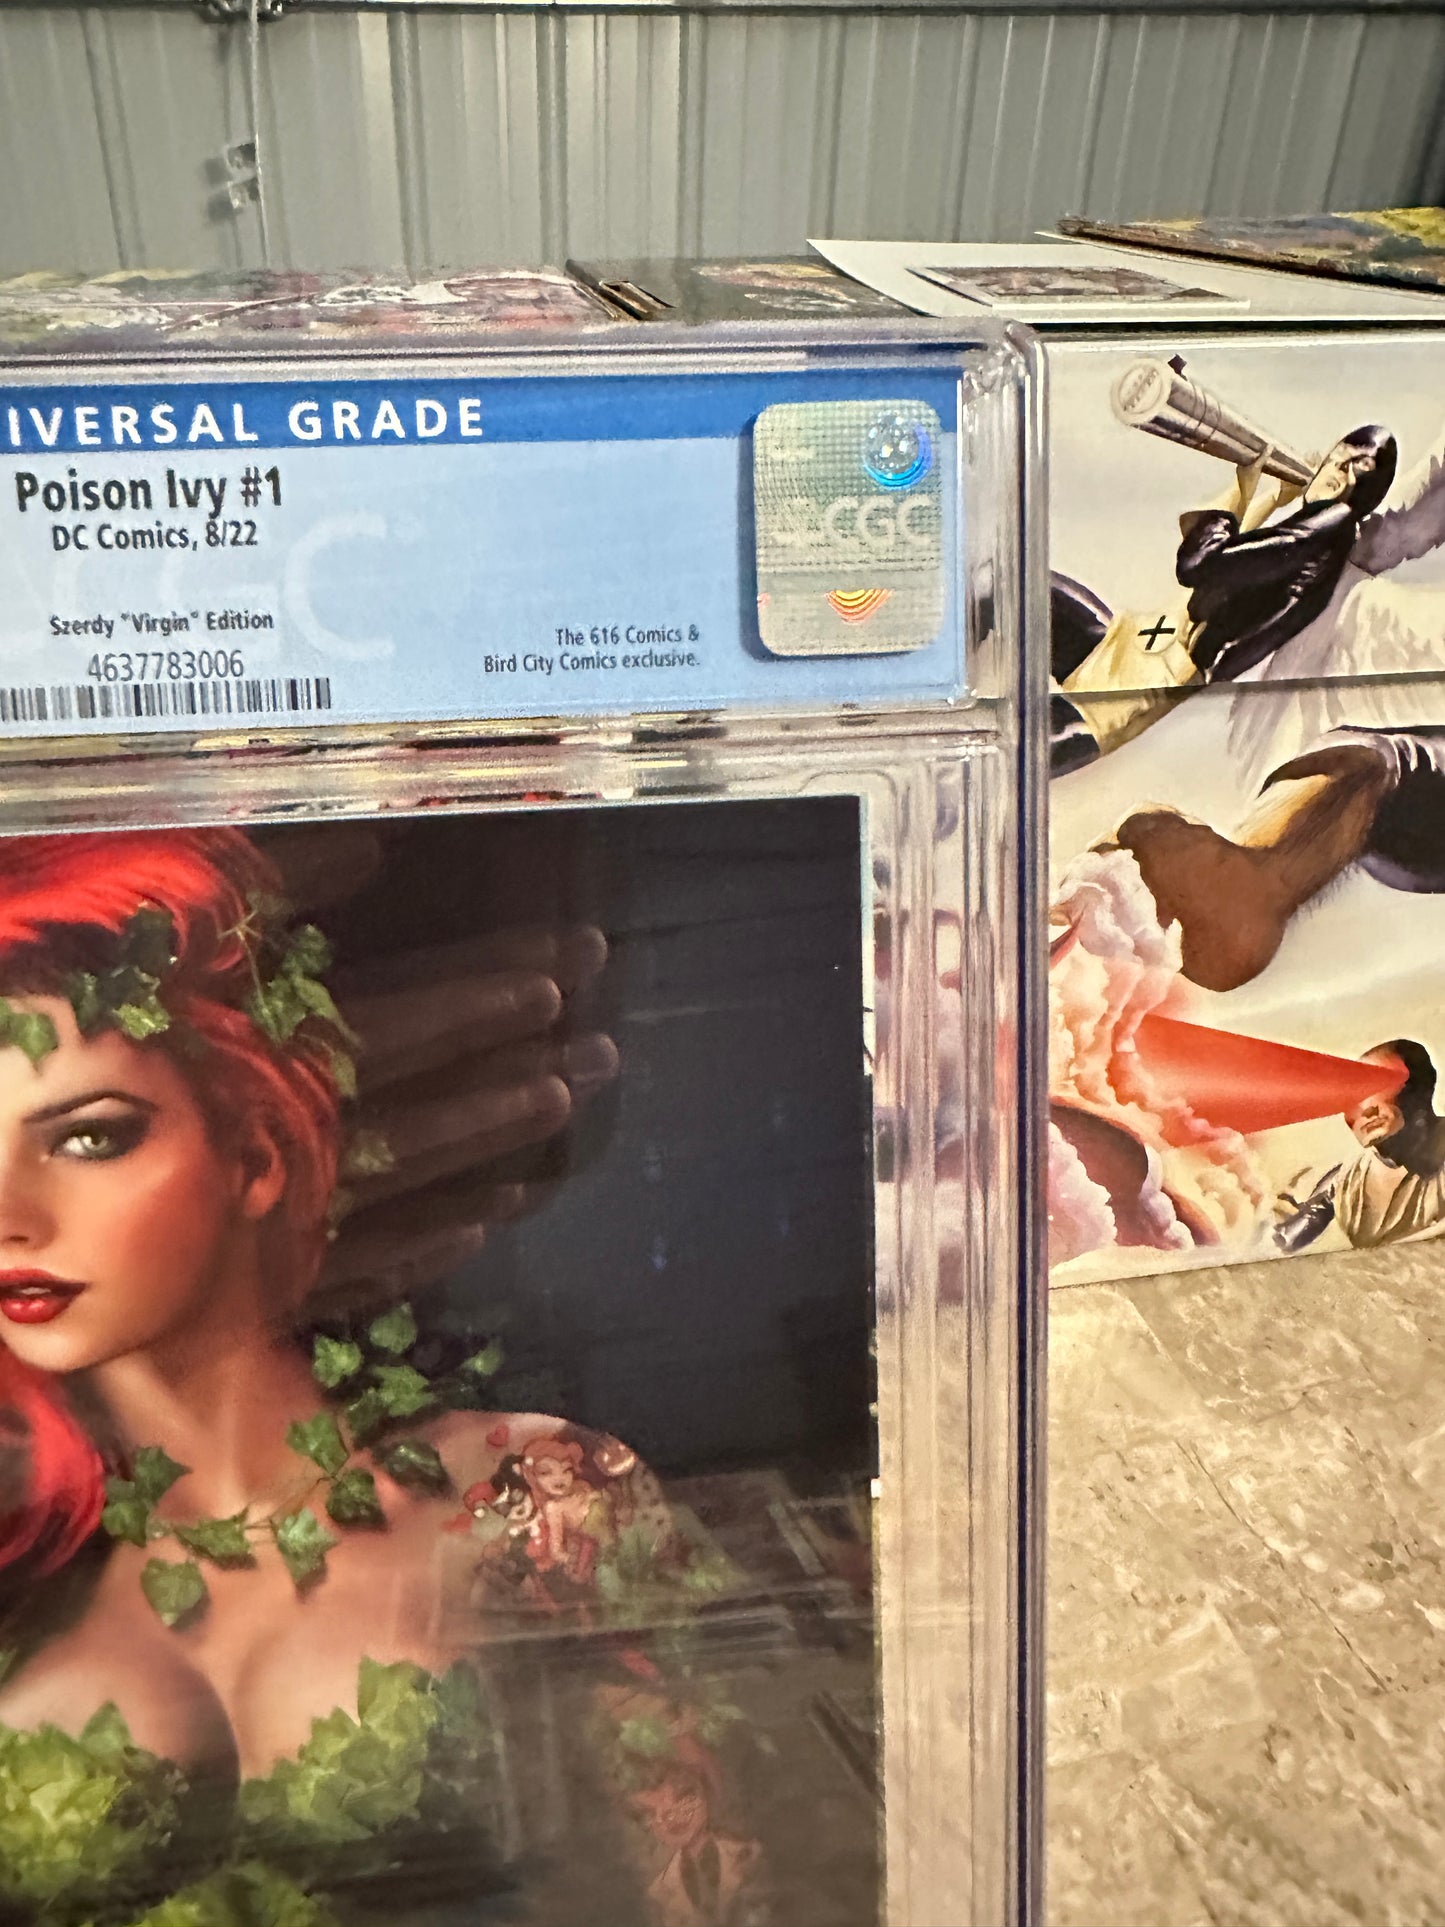 IVERSAL GRADE
Poison Ivy #1
DC Comics, 8/22
CGC
CGC
Szerdy "Virgin" Edition
The 616 Comics &
4637783006
Bird City Comics exclusive.